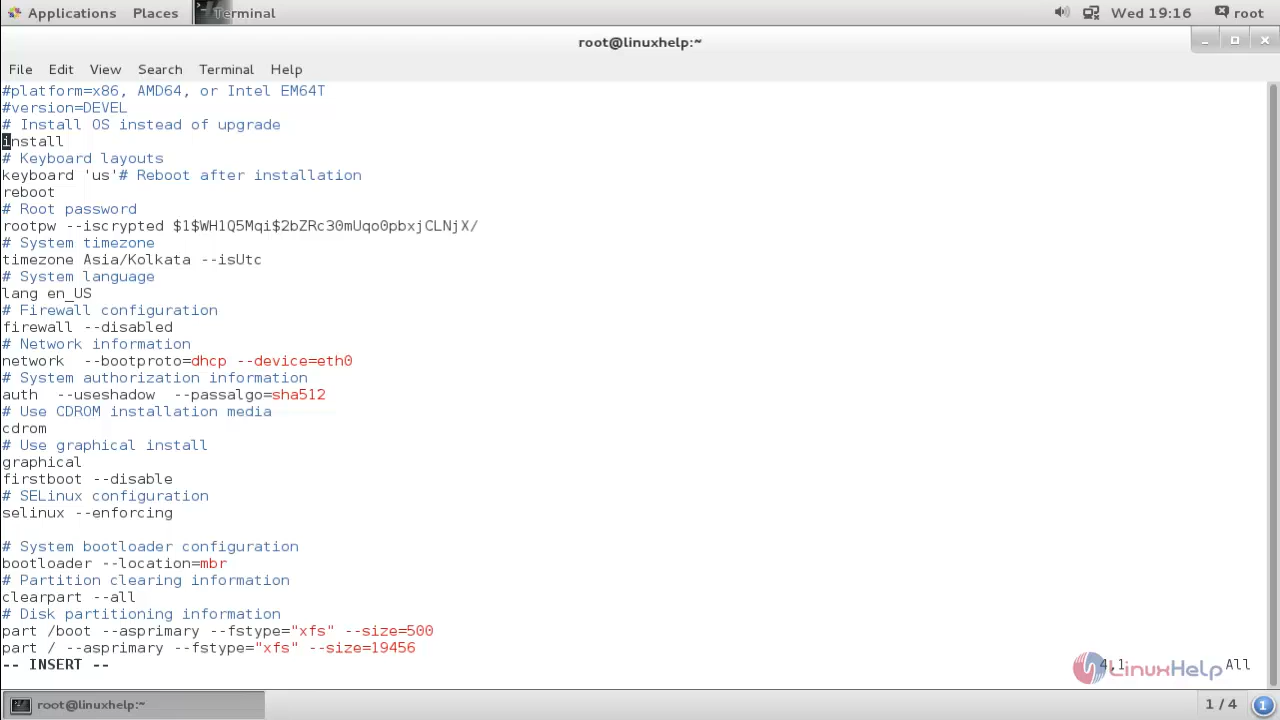 Applications Places Terminal Wed 19:16 root
root@linuxhelp:~
File Edit View Search Terminal Help
#platform=x86, AMD64, or Intel EM64T
#version=DEVEL
# Install OS instead of upgrade
install
# Keyboard layouts
keyboard 'us'# Reboot after installation
reboot
# Root password
rootpw --iscrypted $1$WH1Q5Mqi$2bZRc30mUqo0pbxjCLNjX/
# System timezone
timezone Asia/Kolkata --isUtc
# System language
lang en_US
# Firewall configuration
firewall --disabled
# Network information
network  --bootproto=dhcp --device=eth0
# System authorization information
auth  --useshadow  --passalgo=sha512
# Use CDROM installation media
cdrom
# Use graphical install
graphical
firstboot --disable
# SELinux configuration
selinux --enforcing
# System bootloader configuration
bootloader --location=mbr
# Partition clearing information
clearpart --all
# Disk partitioning information
part /boot --asprimary --fstype="xfs" --size=500
part / --asprimary --fstype="xfs" --size=19456
-- INSERT -- 4,1 All
LinuxHelp
root@linuxhelp:~ 1 / 4 1